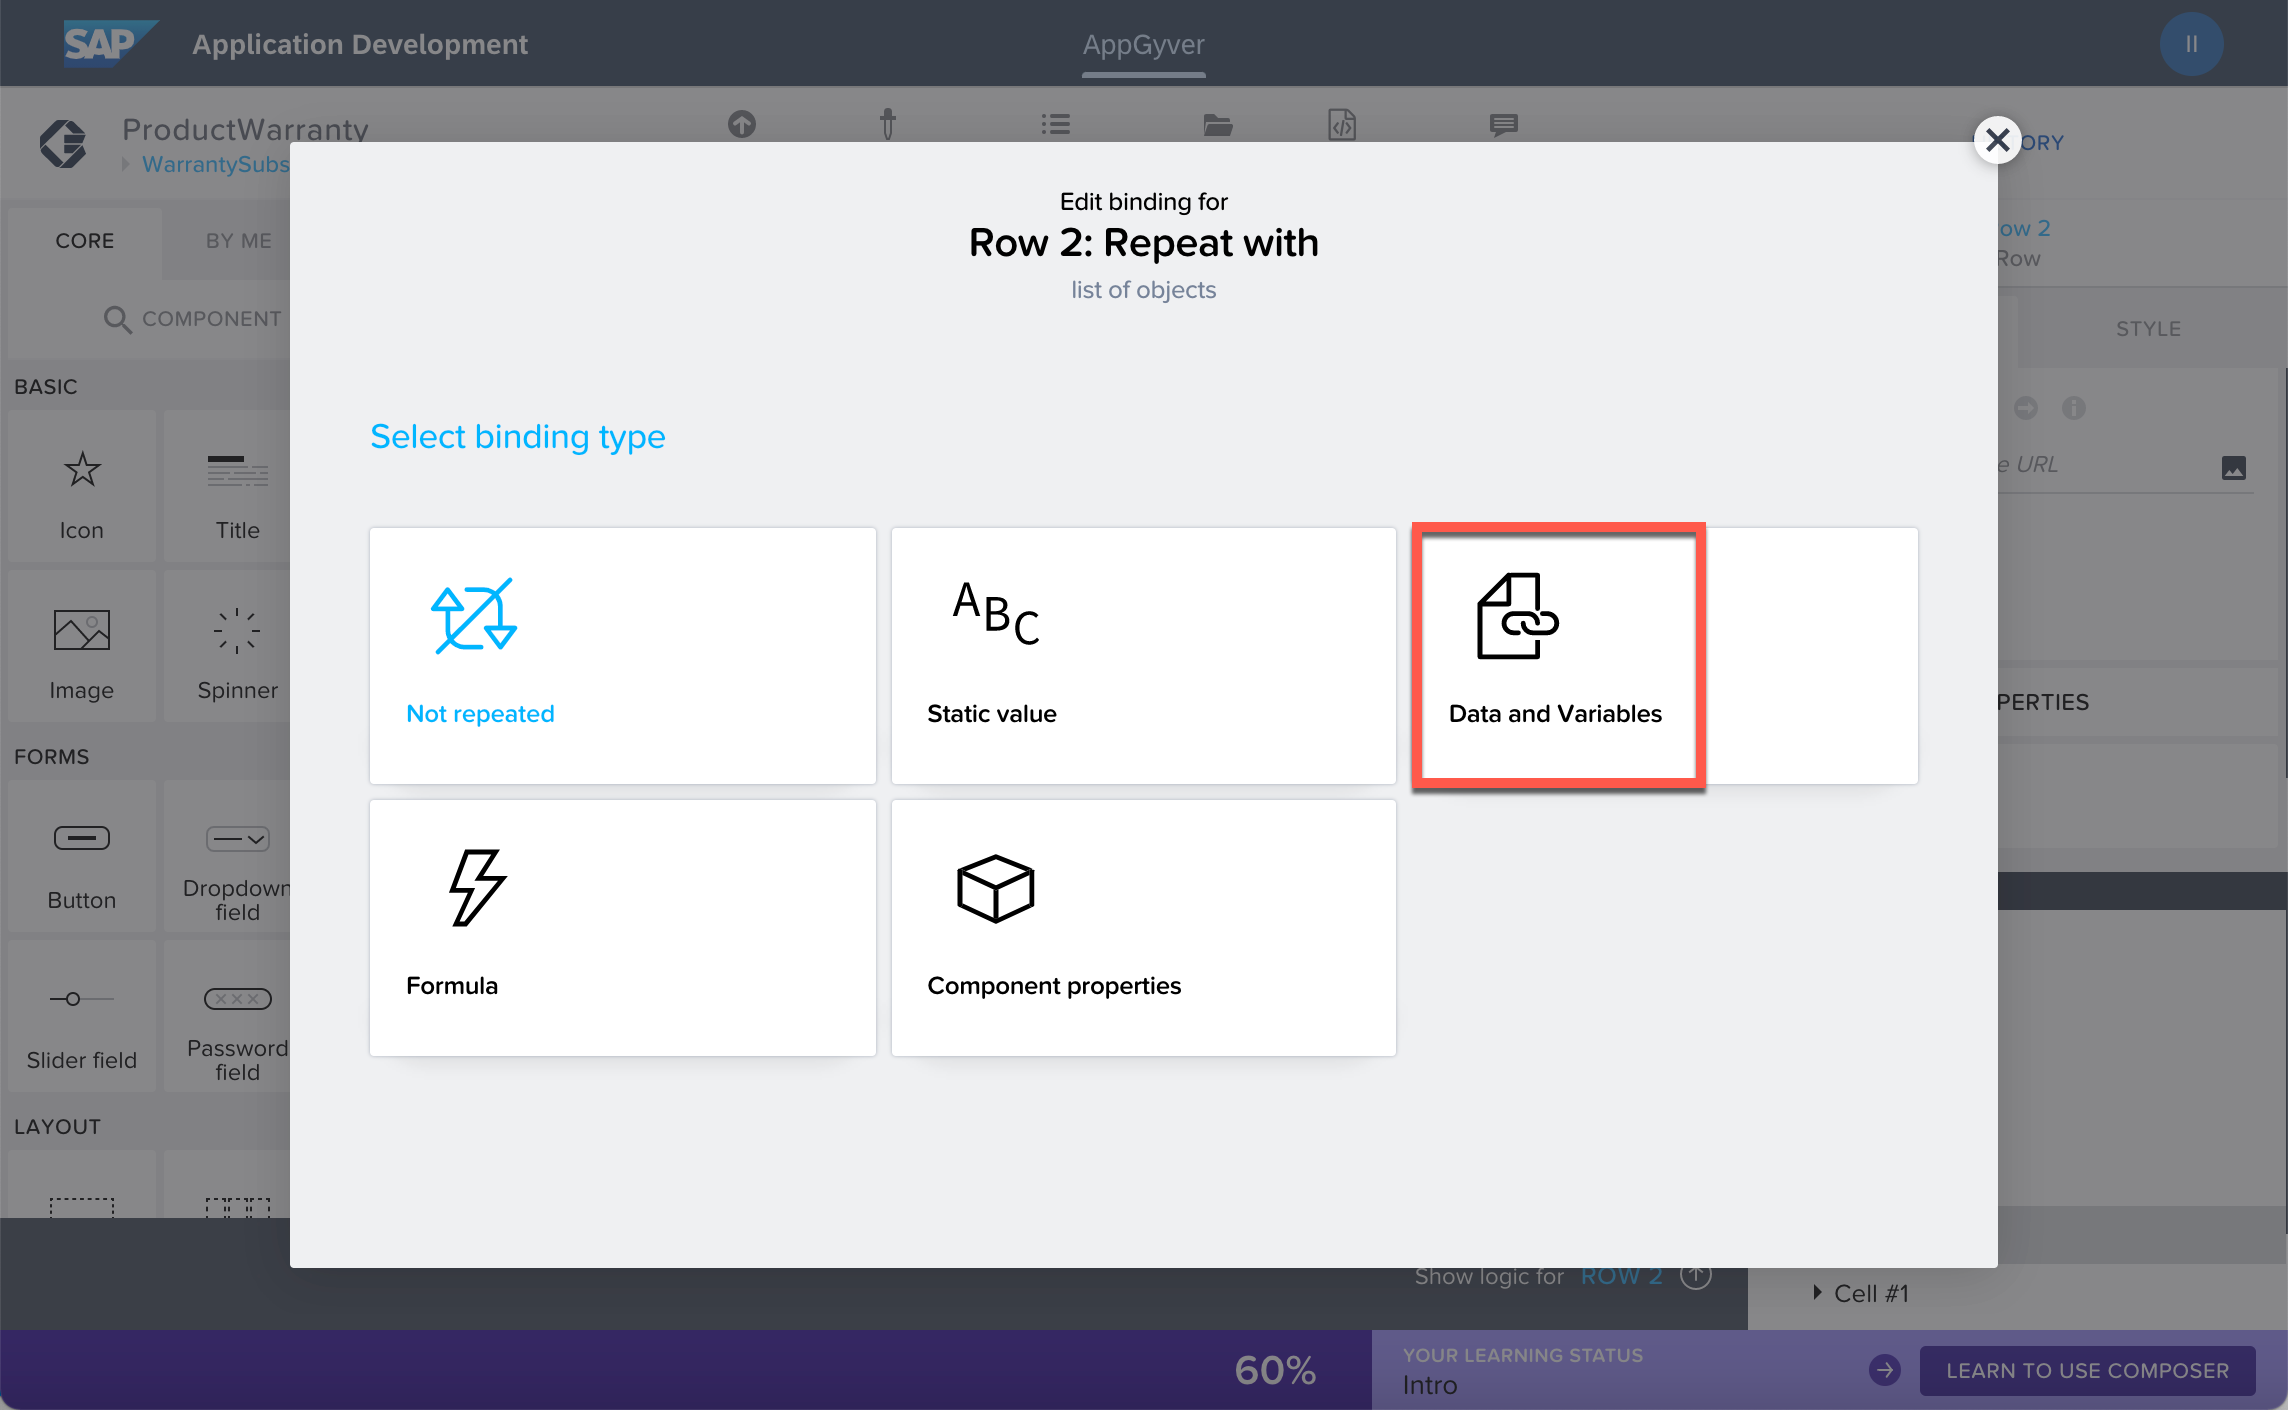 SAP Application Development
AppGyver
II
ProductWarranty
WarrantySubs
ORY
Edit binding for
Row 2: Repeat with
list of objects
CORE
BY ME
COMPONENT
ow 2
Row
STYLE
BASIC
Icon
Title
Image
Spinner
e URL
PERTIES
Select binding type
Not repeated
ABC
Static value
Data and Variables
Formula
Component properties
FORMS
Button
Dropdown
field
Slider field
Password
field
LAYOUT
Show logic for ROW 2
Cell #1
60%
YOUR LEARNING STATUS
Intro
LEARN TO USE COMPOSER